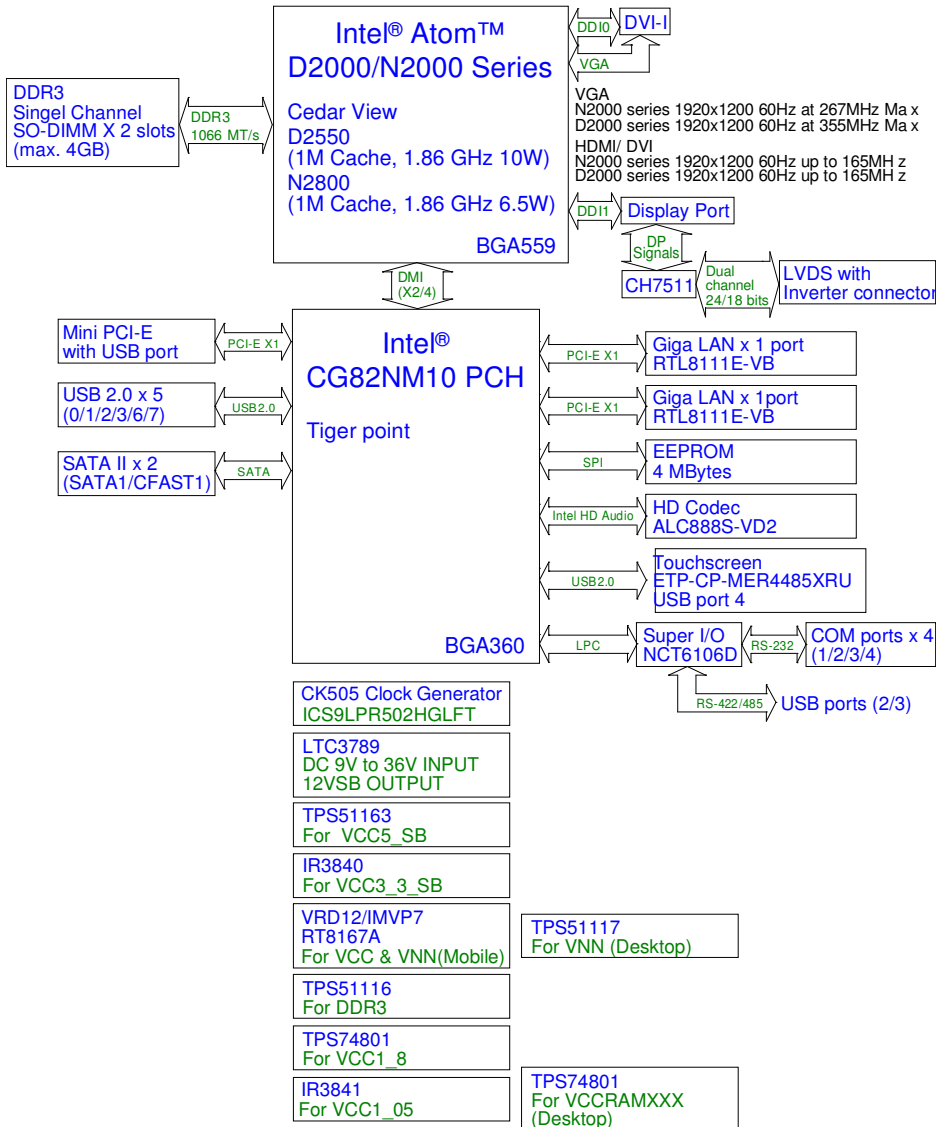 Intel® Atom™
D2000/N2000 Series
Cedar View
D2550
(1M Cache, 1.86 GHz 10W)
N2800
(1M Cache, 1.86 GHz 6.5W)
BGA559
DDI0
DVI-I
VGA
DDR3
Singel Channel
SO-DIMM X 2 slots
(max. 4GB)
DDR3
1066 MT/s
VGA
N2000 series 1920x1200 60Hz at 267MHz Ma x
D2000 series 1920x1200 60Hz at 355MHz Ma x
HDMI/ DVI
N2000 series 1920x1200 60Hz up to 165MH z
D2000 series 1920x1200 60Hz up to 165MH z
DDI1
Display Port
DP
Signals
CH7511
Dual
channel
24/18 bits
LVDS with
Inverter connector
DMI
(X2/4)
Intel®
CG82NM10 PCH
Tiger point
BGA360
Mini PCI-E
with USB port
PCI-E X1
USB 2.0 x 5
(0/1/2/3/6/7)
USB2.0
SATA II x 2
(SATA1/CFAST1)
SATA
PCI-E X1
Giga LAN x 1 port
RTL8111E-VB
PCI-E X1
Giga LAN x 1port
RTL8111E-VB
SPI
EEPROM
4 MBytes
Intel HD Audio
HD Codec
ALC888S-VD2
USB2.0
Touchscreen
ETP-CP-MER4485XRU
USB port 4
LPC
Super I/O
NCT6106D
RS-232
COM ports x 4
(1/2/3/4)
RS-422/485
USB ports (2/3)
CK505 Clock Generator
ICS9LPR502HGLFT
LTC3789
DC 9V to 36V INPUT
12VSB OUTPUT
TPS51163
For VCC5_SB
IR3840
For VCC3_3_SB
VRD12/IMVP7
RT8167A
For VCC & VNN(Mobile)
TPS51117
For VNN (Desktop)
TPS51116
For DDR3
TPS74801
For VCC1_8
IR3841
For VCC1_05
TPS74801
For VCCRAMXXX
(Desktop)